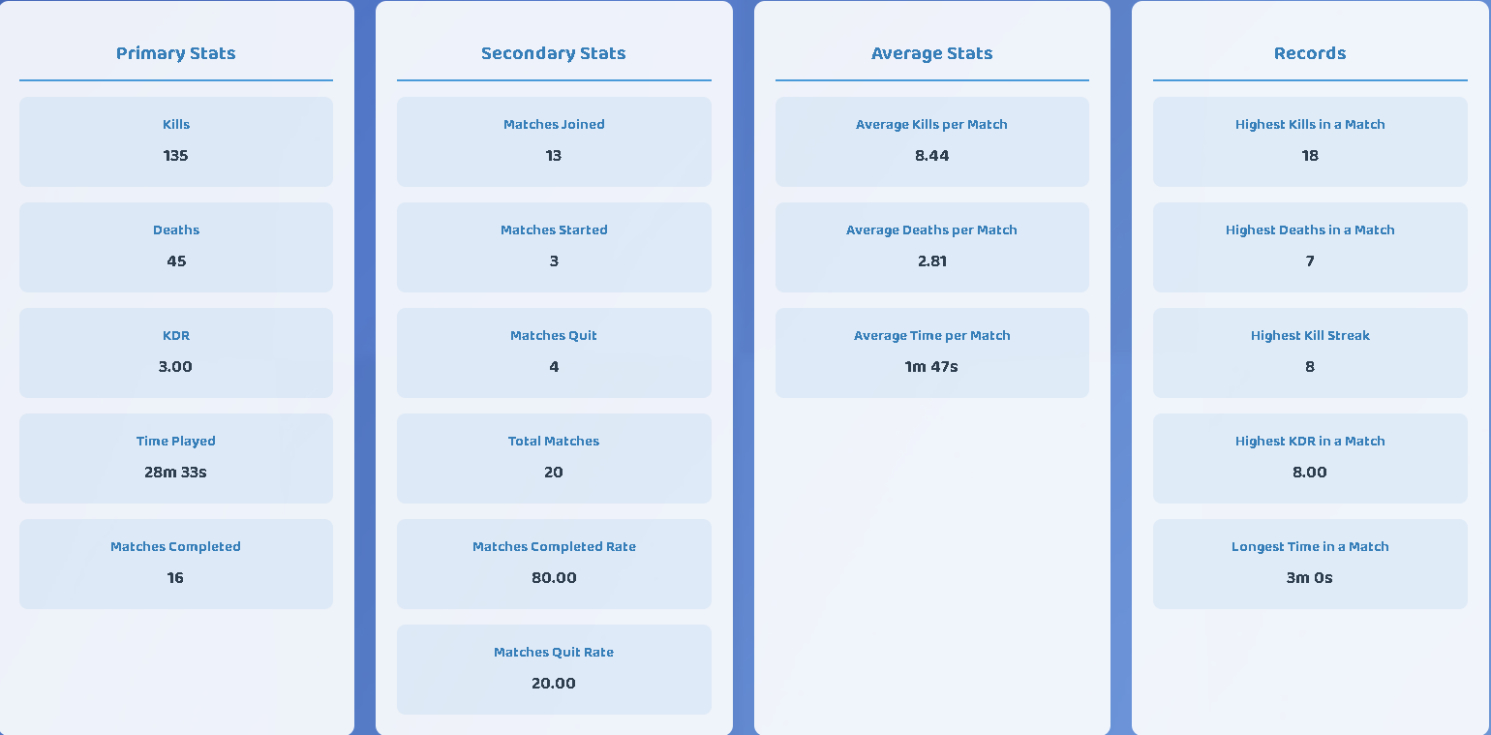 Primary Stats
Kills
135
Deaths
45
KDR
3.00
Time Played
28m 33s
Matches Completed
16
Secondary Stats
Matches Joined
13
Matches Started
3
Matches Quit
4
Total Matches
20
Matches Completed Rate
80.00
Matches Quit Rate
20.00
Average Stats
Average Kills per Match
8.44
Average Deaths per Match
2.81
Average Time per Match
1m 47s
Records
Highest Kills in a Match
18
Highest Deaths in a Match
7
Highest Kill Streak
8
Highest KDR in a Match
8.00
Longest Time in a Match
3m 0s